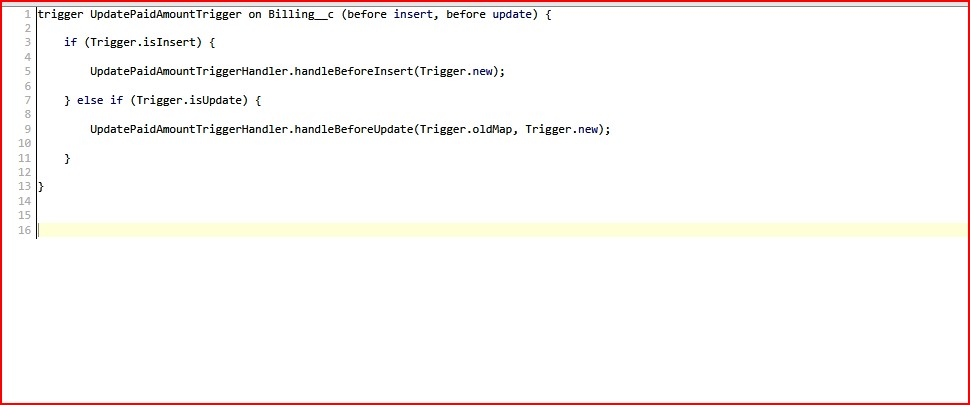 1 trigger UpdatePaidAmountTrigger on Billing__c (before insert, before update) {
2
3     if (Trigger.isInsert) {
4
5         UpdatePaidAmountTriggerHandler.handleBeforeInsert(Trigger.new);
6
7     } else if (Trigger.isUpdate) {
8
9         UpdatePaidAmountTriggerHandler.handleBeforeUpdate(Trigger.oldMap, Trigger.new);
10
11     }
12
13 }
14
15
16